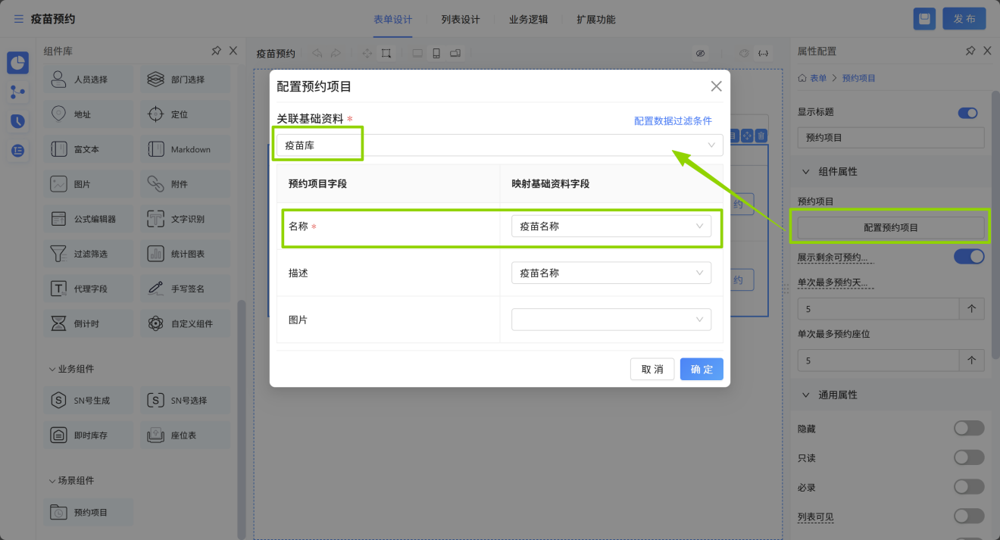 疫苗预约
表单设计
列表设计
业务逻辑
扩展功能
发 布
组件库
人员选择
部门选择
地址
定位
富文本
Markdown
图片
附件
公式编辑器
文字识别
过滤筛选
统计图表
代理字段
手写签名
倒计时
自定义组件
业务组件
SN号生成
SN号选择
即时库存
座位表
场景组件
预约项目
疫苗预约
约
约
配置预约项目
关联基础资料 *
配置数据过滤条件
疫苗库
预约项目字段
映射基础资料字段
名称 *
疫苗名称
描述
疫苗名称
图片
取 消
确 定
属性配置
表单 > 预约项目
显示标题
预约项目
组件属性
预约项目
配置预约项目
展示剩余可预约...
单次最多预约天...
5
个
单次最多预约座位
5
个
通用属性
隐藏
只读
必录
列表可见